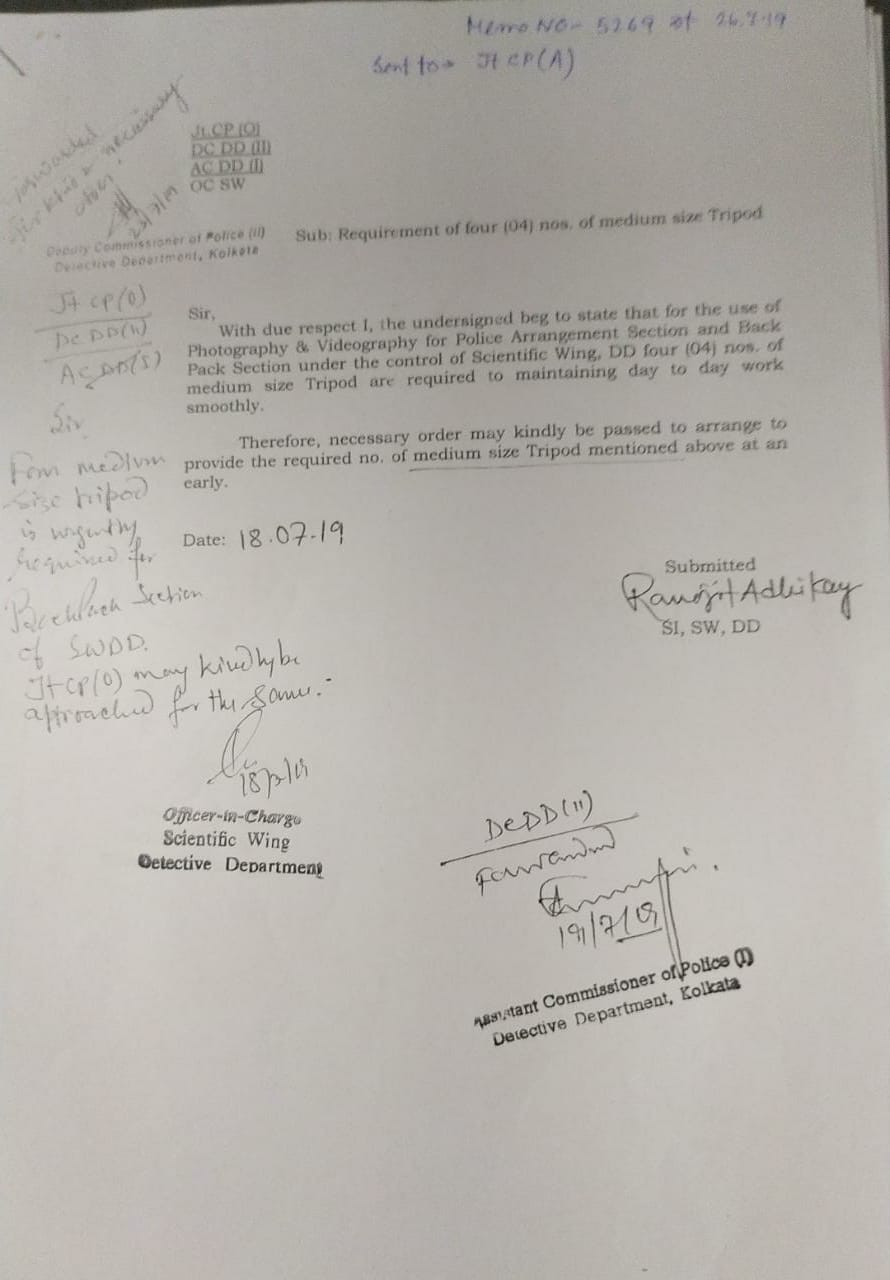 Memo No- 5269 dt 26.7.19
Sent to Jt CP(A)
forwarded
for kind & necessary
order.
23/7/19
Deputy Commissioner of Police (II)
Detective Department, Kolkata
Jt.CP (O)
DC DD (II)
AC DD (I)
OC SW
Sub: Requirement of four (04) nos. of medium size Tripod
Sir,
With due respect I, the undersigned beg to state that for the use of
Photography & Videography for Police Arrangement Section and Back
Pack Section under the control of Scientific Wing, DD four (04) nos. of
medium size Tripod are required to maintaining day to day work
smoothly.
Therefore, necessary order may kindly be passed to arrange to
provide the required no. of medium size Tripod mentioned above at an
early.
Date: 18.07.19
Submitted
Ranojit Adhikary
SI, SW, DD
Jt CP(O)
DC DD(II)
AC DD(I)
Sir,
Four medium
size tripod
is urgently
required for
Backpack Section
of SWDD.
Jt CP(O) may kindly be
approached for the same.-
18/7/19
Officer-in-Charge
Scientific Wing
Detective Department
DCDD(II)
Forwarded
19/7/19
Assistant Commissioner of Police (I)
Detective Department, Kolkata